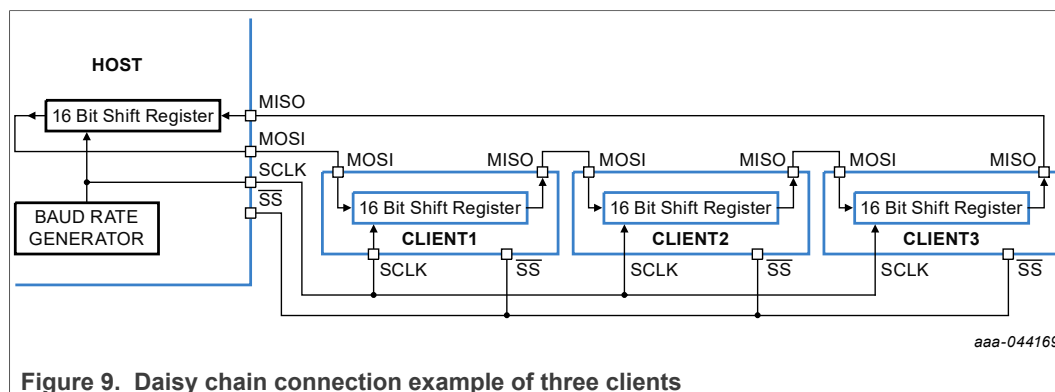 HOST
16 Bit Shift Register
MISO
MOSI
SCLK
SS
BAUD RATE
GENERATOR
MOSI
MISO
16 Bit Shift Register
CLIENT1
SCLK
SS
MOSI
MISO
16 Bit Shift Register
CLIENT2
SCLK
SS
MOSI
MISO
16 Bit Shift Register
CLIENT3
SCLK
SS
aaa-044169
Figure 9. Daisy chain connection example of three clients